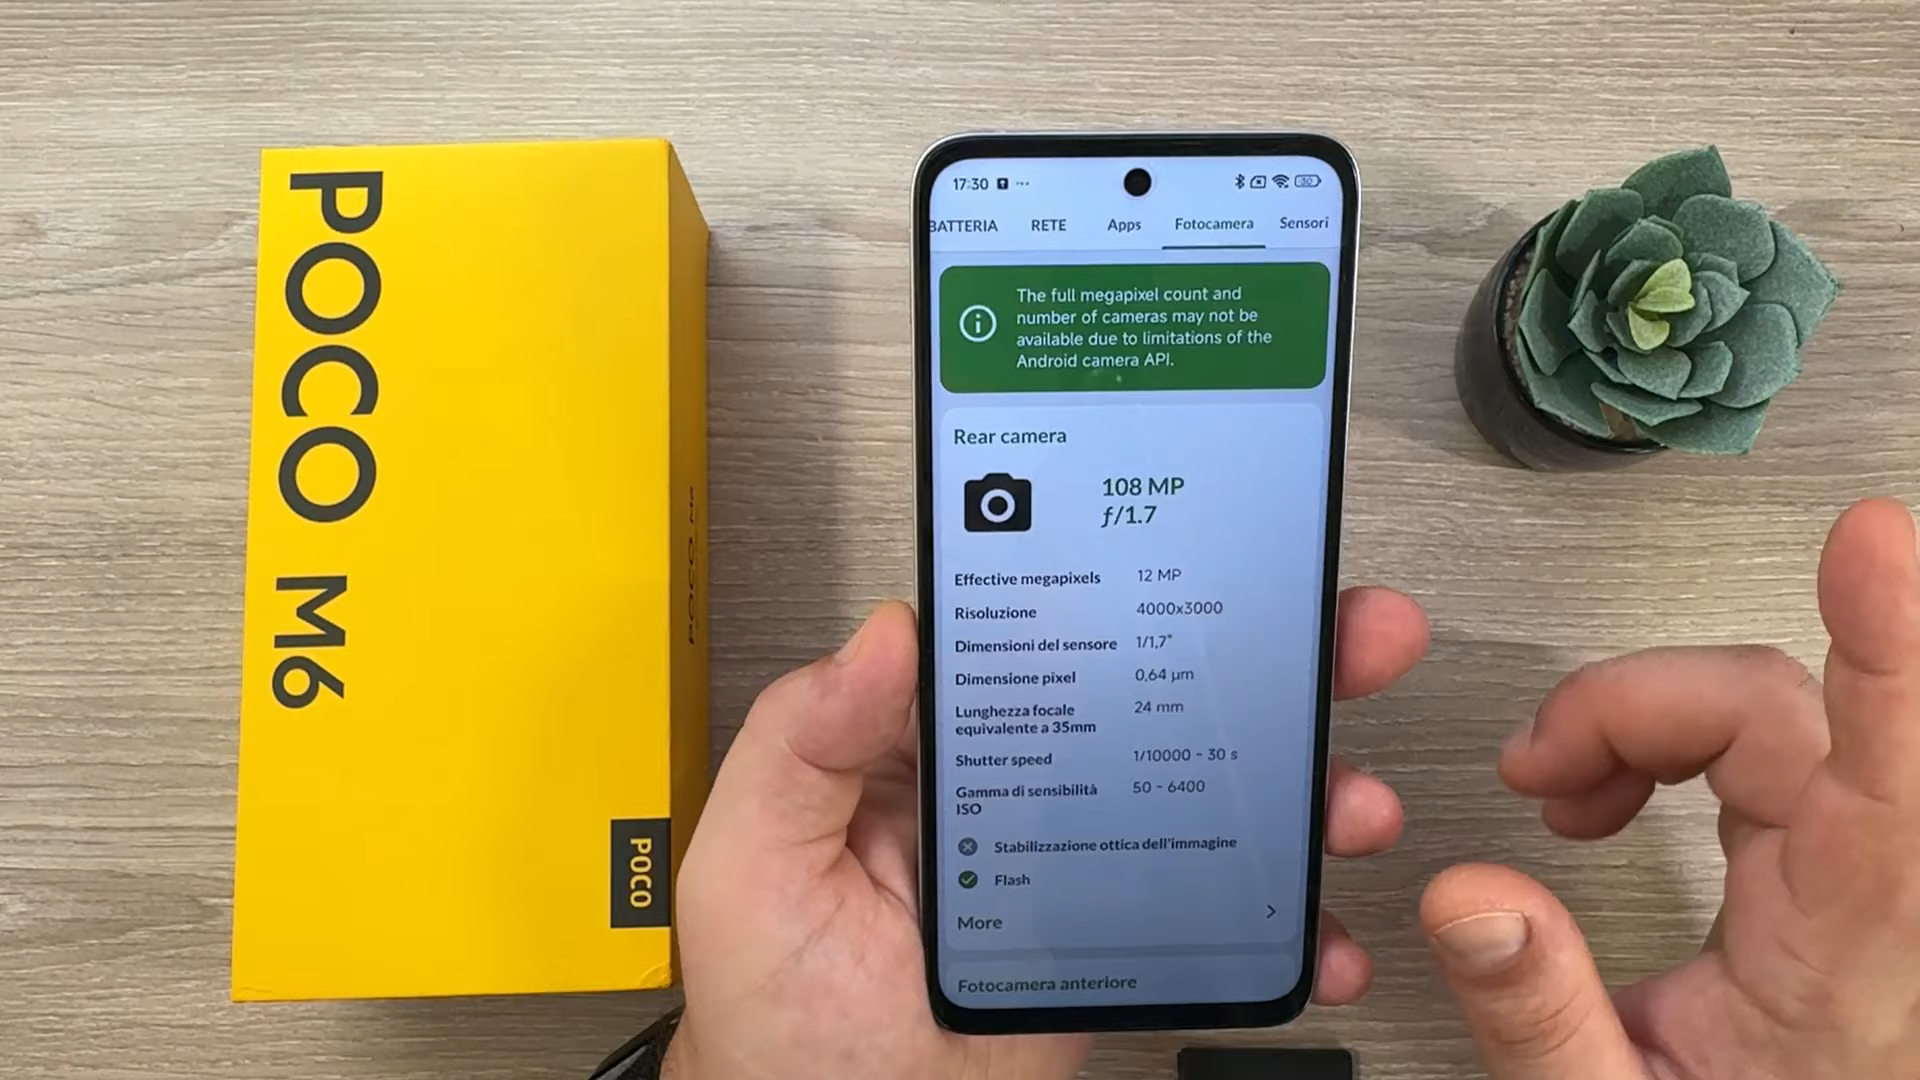 POCO M6
POCO
POCO M6
17:30
30
BATTERIA RETE Apps Fotocamera Sensori
The full megapixel count and
number of cameras may not be
available due to limitations of the
Android camera API.
Rear camera
108 MP
ƒ/1.7
Effective megapixels 12 MP
Risoluzione 4000x3000
Dimensioni del sensore 1/1,7"
Dimensione pixel 0,64 µm
Lunghezza focale 24 mm
equivalente a 35mm
Shutter speed 1/10000 - 30 s
Gamma di sensibilità 50 - 6400
ISO
Stabilizzazione ottica dell'immagine
Flash
More
Fotocamera anteriore